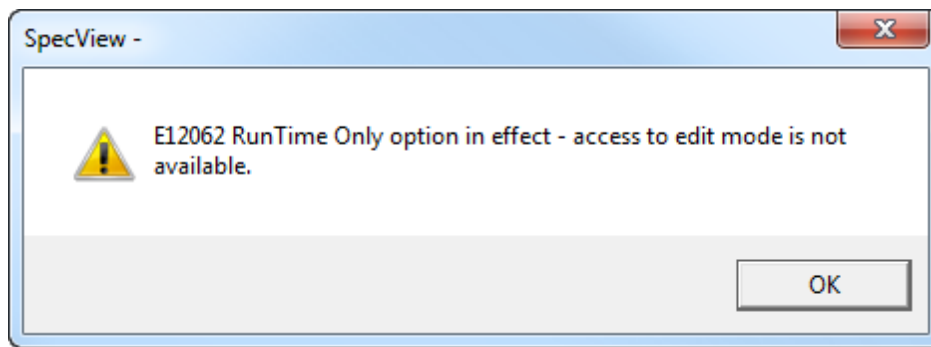 SpecView -
E12062 RunTime Only option in effect - access to edit mode is not
available.
OK